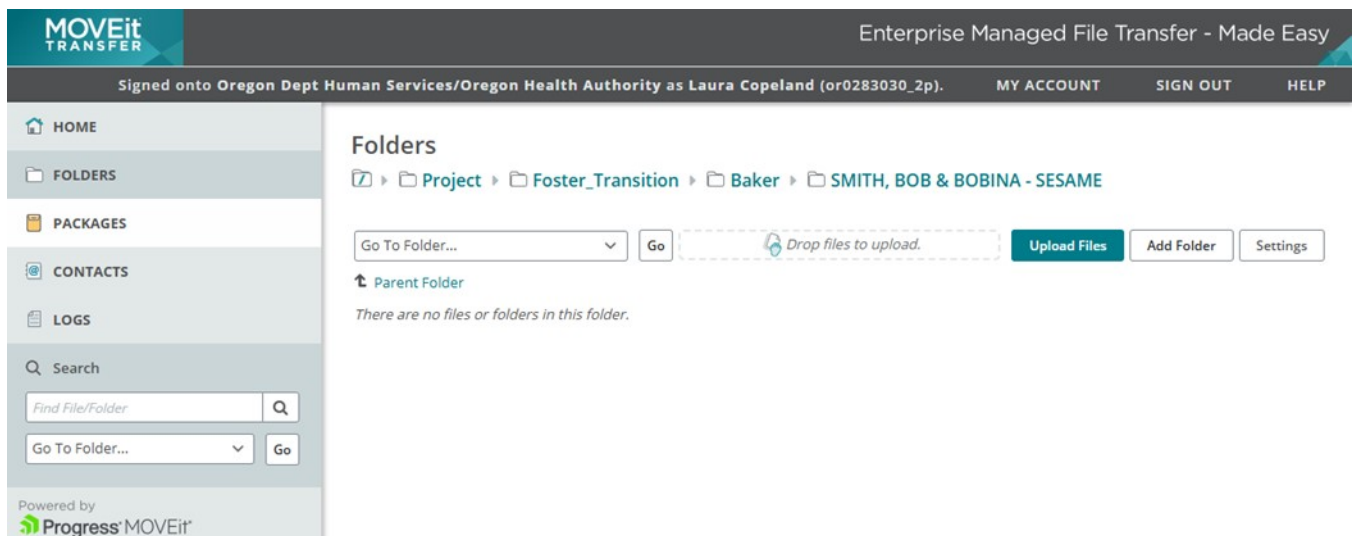 MOVEit
TRANSFER
Enterprise Managed File Transfer - Made Easy
Signed onto Oregon Dept Human Services/Oregon Health Authority as Laura Copeland (or0283030_2p). MY ACCOUNT SIGN OUT HELP
HOME
FOLDERS
PACKAGES
CONTACTS
LOGS
Search
Find File/Folder
Go To Folder... Go
Powered by
Progress MOVEit
Folders
Project Foster_Transition Baker SMITH, BOB & BOBINA - SESAME
Go To Folder... Go Drop files to upload. Upload Files Add Folder Settings
Parent Folder
There are no files or folders in this folder.